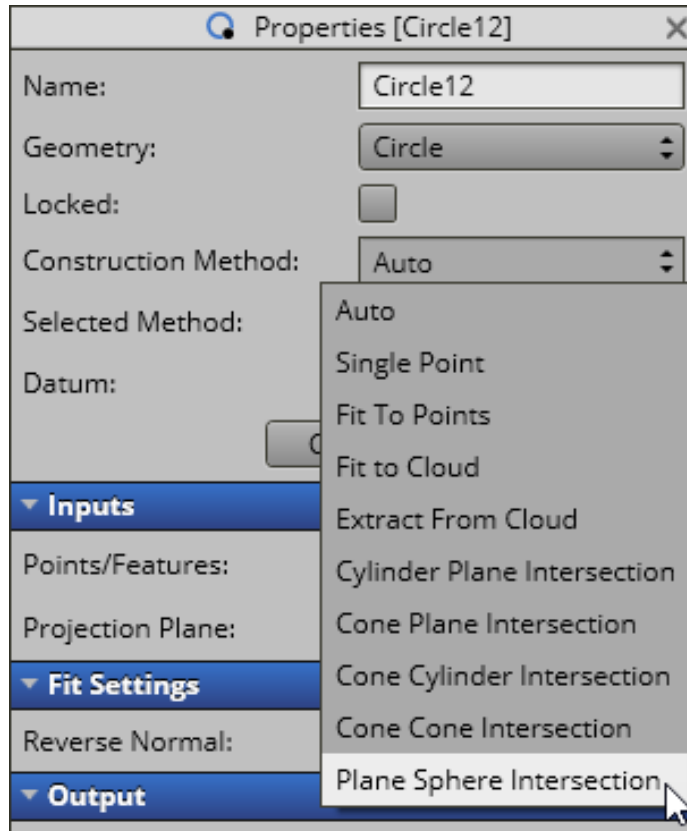 Properties [Circle12]
Name: Circle12
Geometry: Circle
Locked:
Construction Method: Auto
Selected Method:
Datum:
Auto
Single Point
Fit To Points
Fit to Cloud
Extract From Cloud
Cylinder Plane Intersection
Cone Plane Intersection
Cone Cylinder Intersection
Cone Cone Intersection
Plane Sphere Intersection
Inputs
Points/Features:
Projection Plane:
Fit Settings
Reverse Normal:
Output